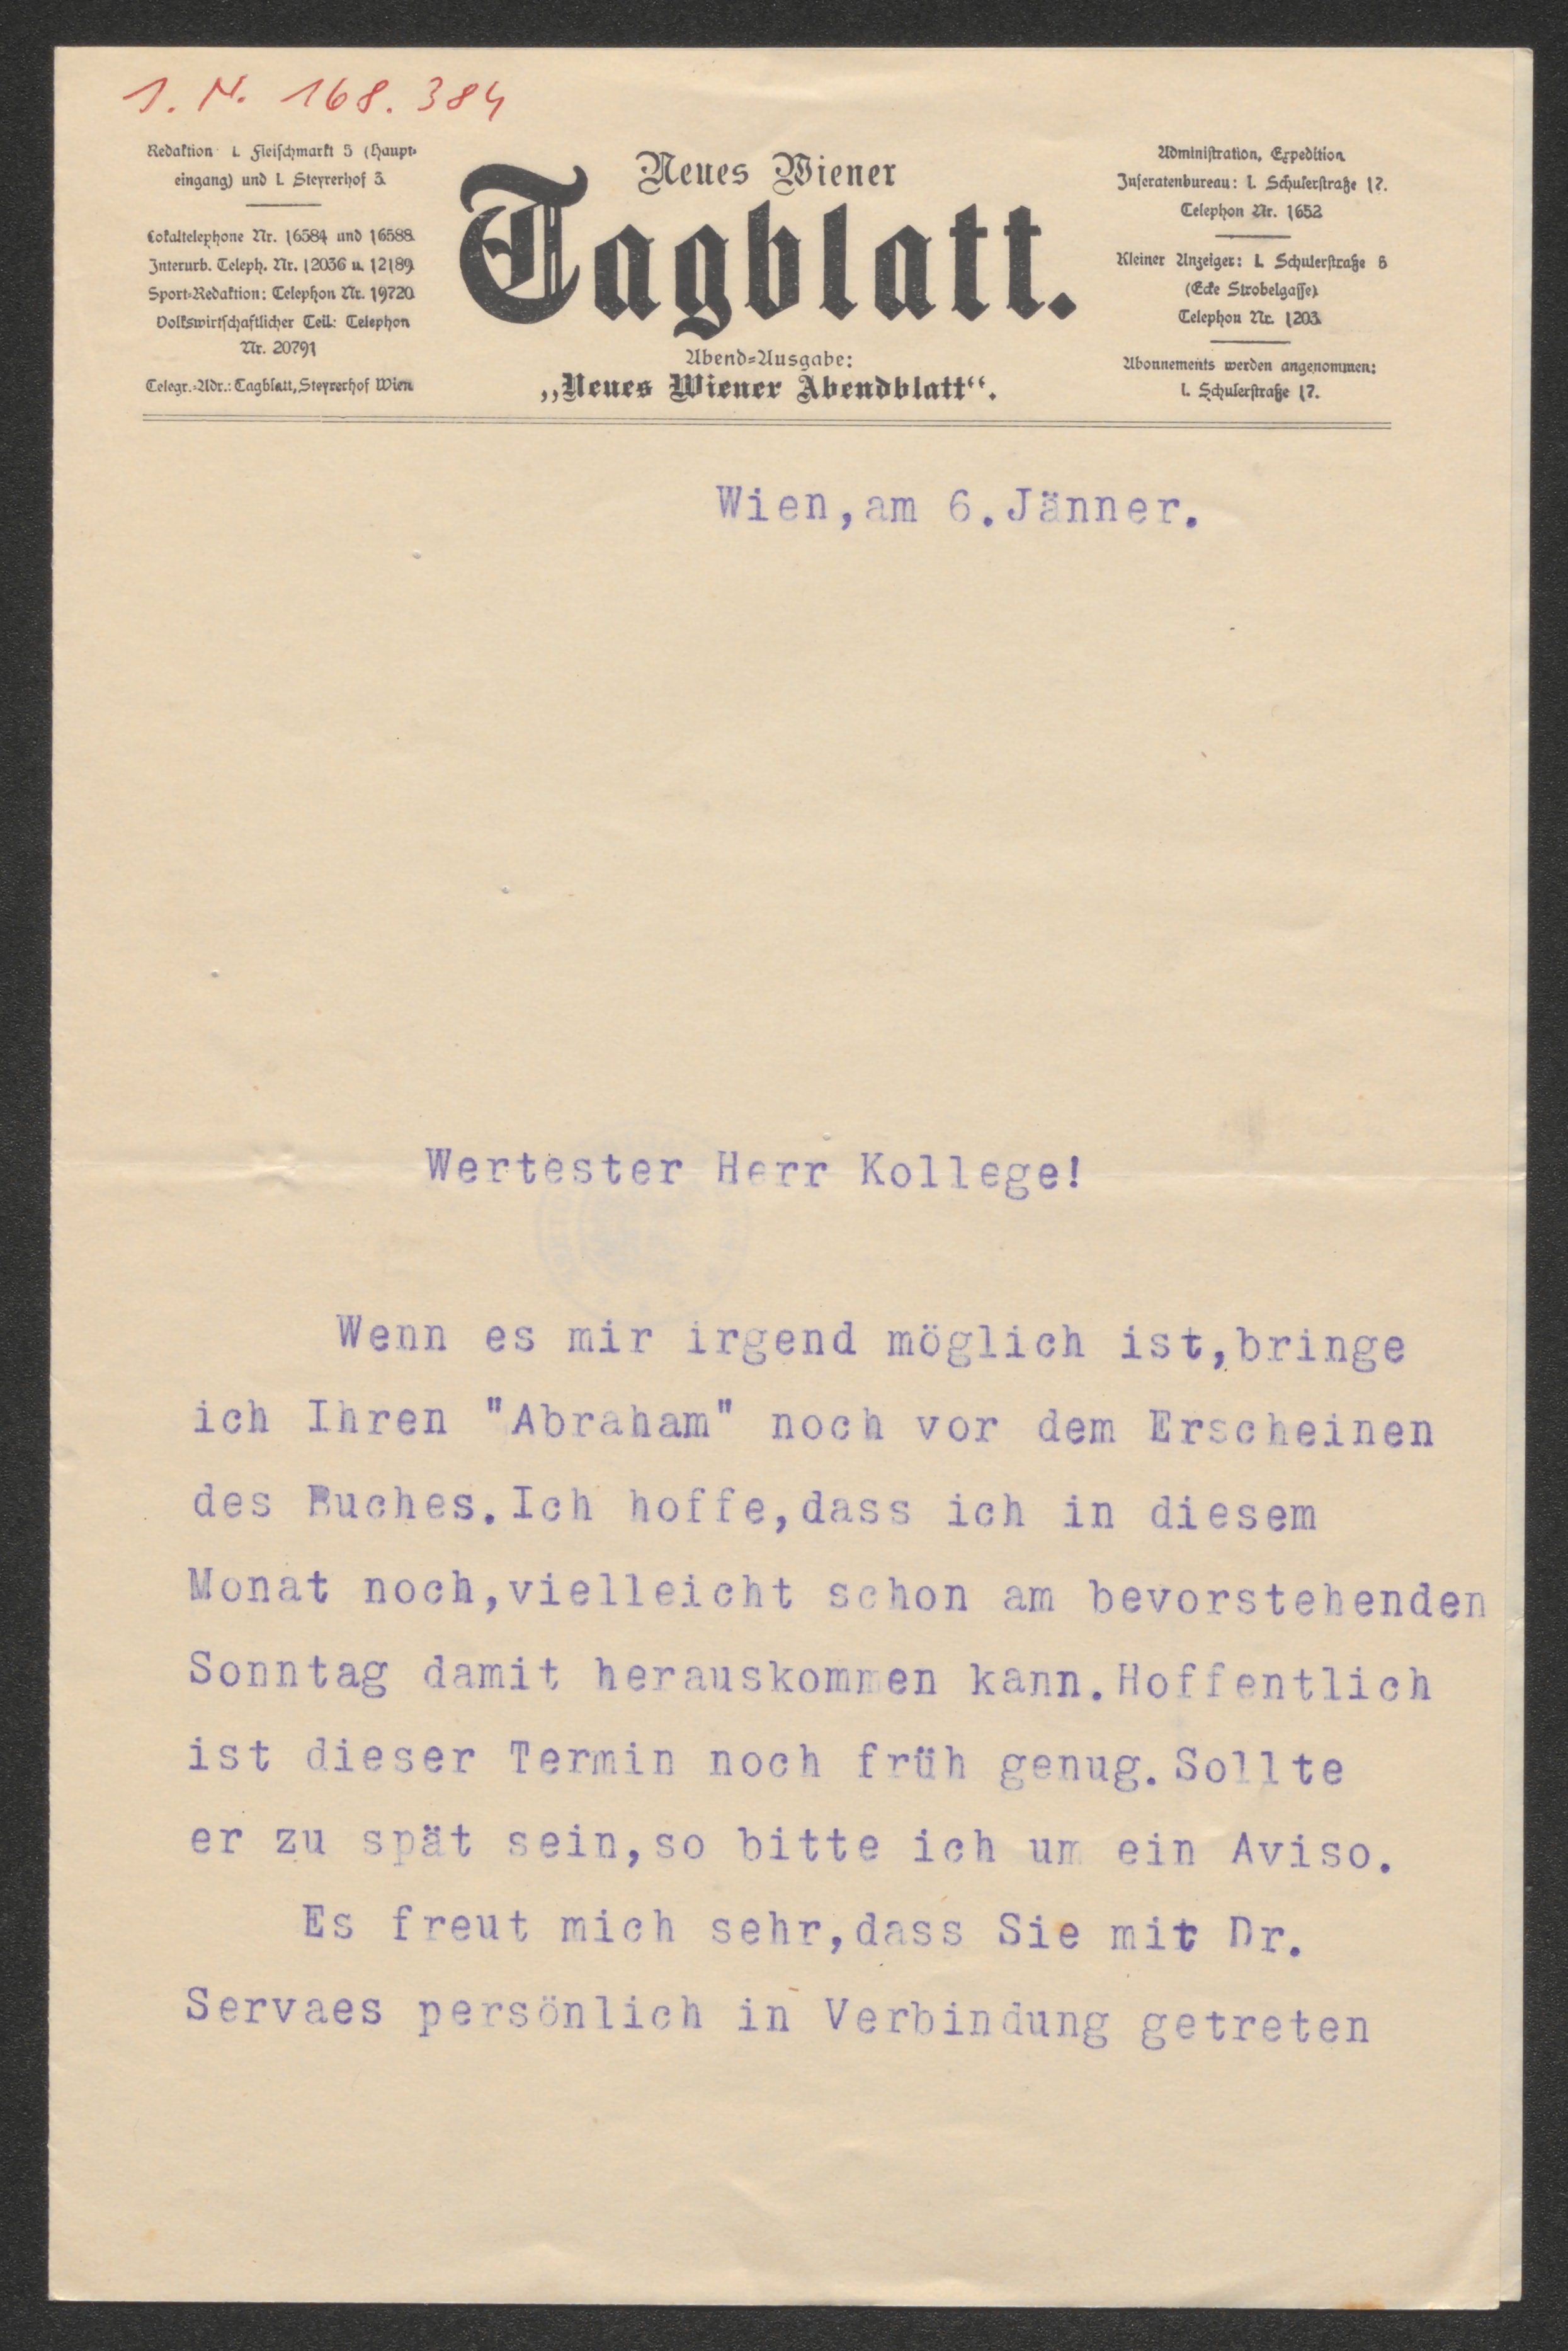 J. N. 168.384
Redaktion I. Fleischmarkt 5 (Haupt-
eingang) und I. Steyrerhof 3.
Lokaltelephone Nr. 16584 und 16588.
Interurb. Teleph. Nr. 12036 u. 12189.
Sport-Redaktion: Telephon Nr. 19720.
Volkswirtschaftlicher Teil: Telephon
Nr. 20791
Telegr.-Adr.: Tagblatt, Steyrerhof Wien
Neues Wiener
Tagblatt.
Abend-Ausgabe:
„Neues Wiener Abendblatt“.
Administration, Expedition
Inseratenbureau: I. Schulerstraße 17.
Telephon Nr. 1652
Kleiner Anzeiger: I. Schulerstraße
(Ecke Strobelgasse)
Telephon Nr. 1203.
Abonnements werden angenommen:
I. Schulerstraße 17.
Wien,am 6.Jänner.
Wertester Herr Kollege!
Wenn es mir irgend möglich ist,bringe
ich Ihren "Abraham" noch vor dem Erscheinen
des Buches.Ich hoffe,dass ich in diesem
Monat noch,vielleicht schon am bevorstehenden
Sonntag damit herauskommen kann.Hoffentlich
ist dieser Termin noch früh genug.Sollte
er zu spät sein,so bitte ich um ein Aviso.
Es freut mich sehr,dass Sie mit Dr.
Servaes persönlich in Verbindung getreten